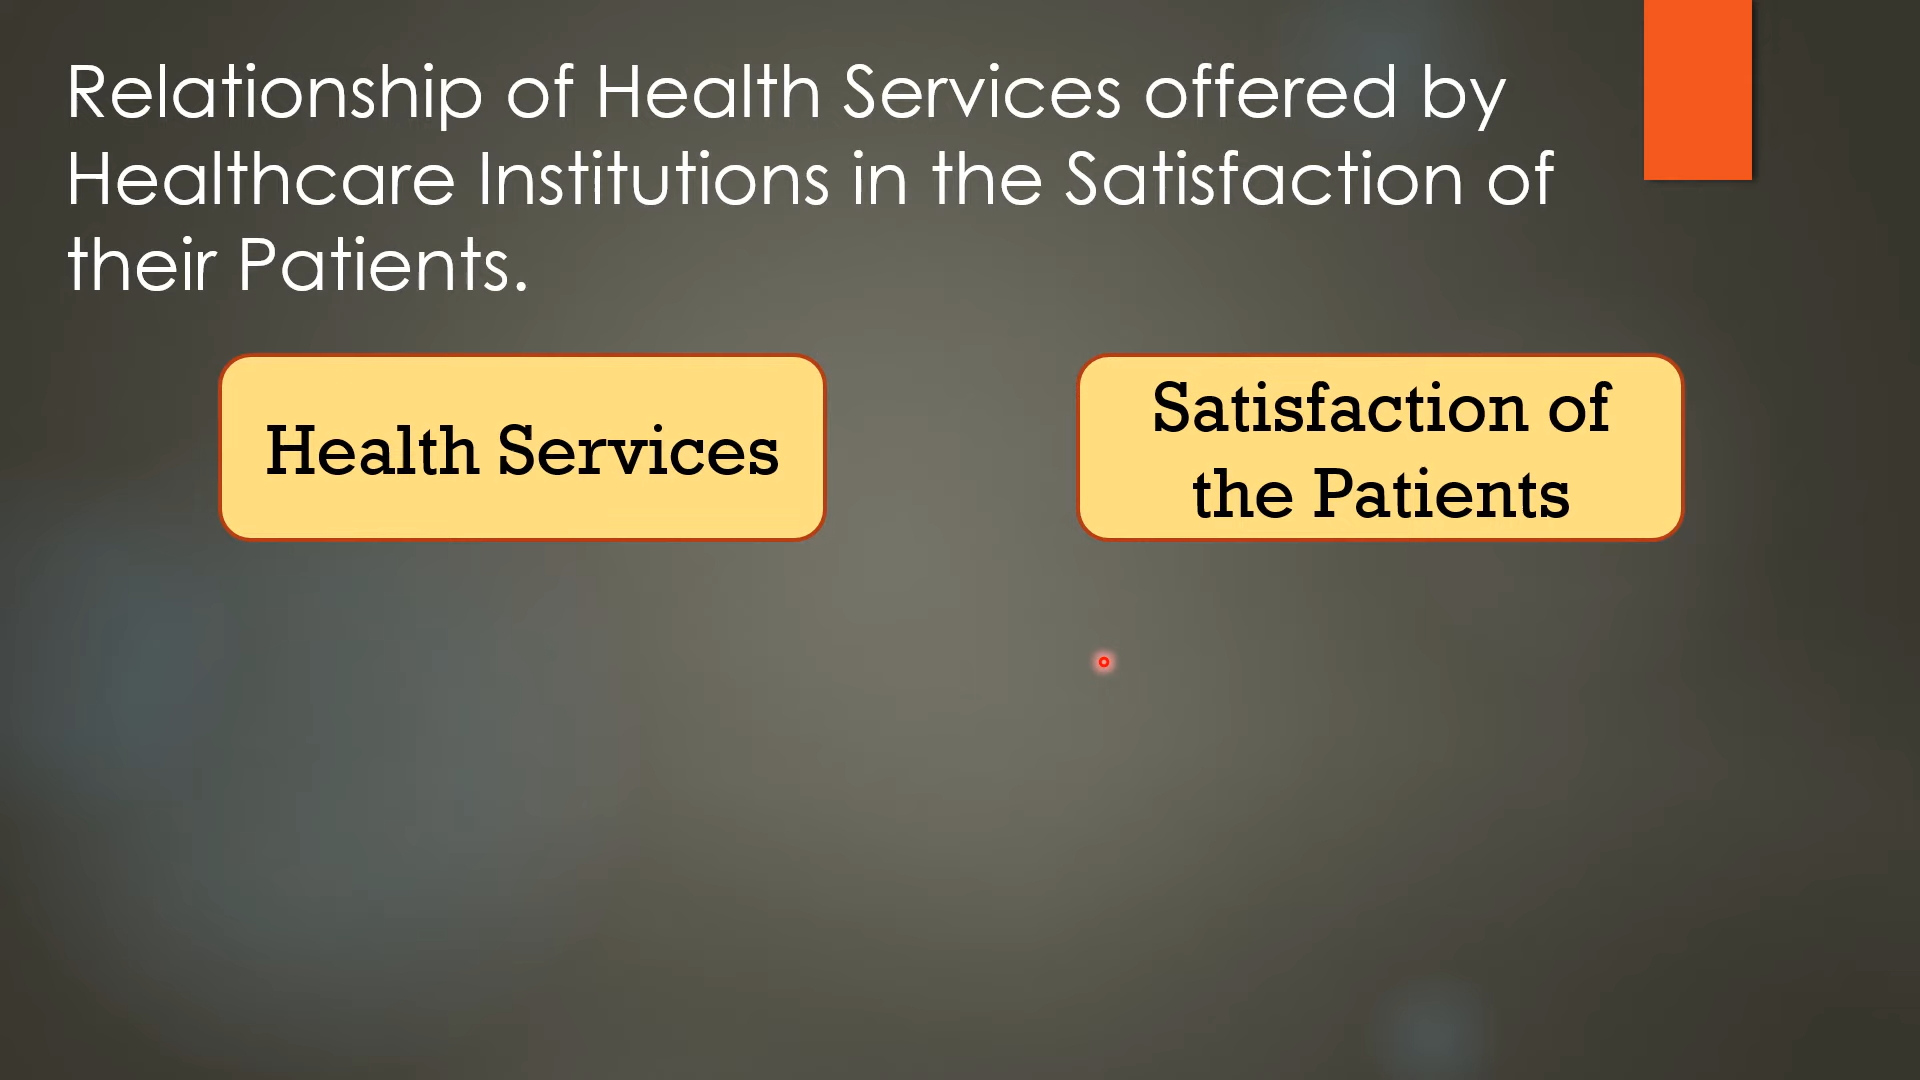 Relationship of Health Services offered by
Healthcare Institutions in the Satisfaction of
their Patients.
Health Services
Satisfaction of
the Patients